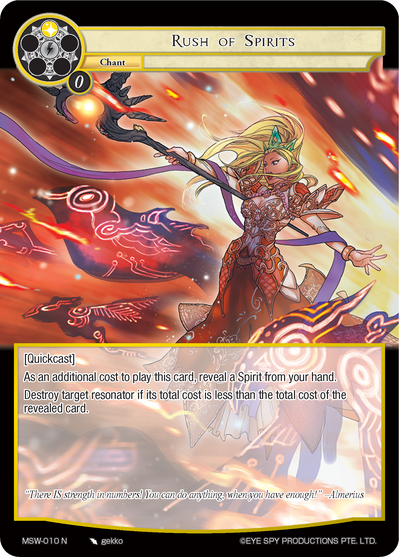 Rush of Spirits
Chant
0
[Quickcast]
As an additional cost to play this card, reveal a Spirit from your hand.
Destroy target resonator if its total cost is less than the total cost of the
revealed card.
"There IS strength in numbers! You can do anything, when you have enough!" –Almerius
MSW-010 N gekko ©EYE SPY PRODUCTIONS PTE. LTD.